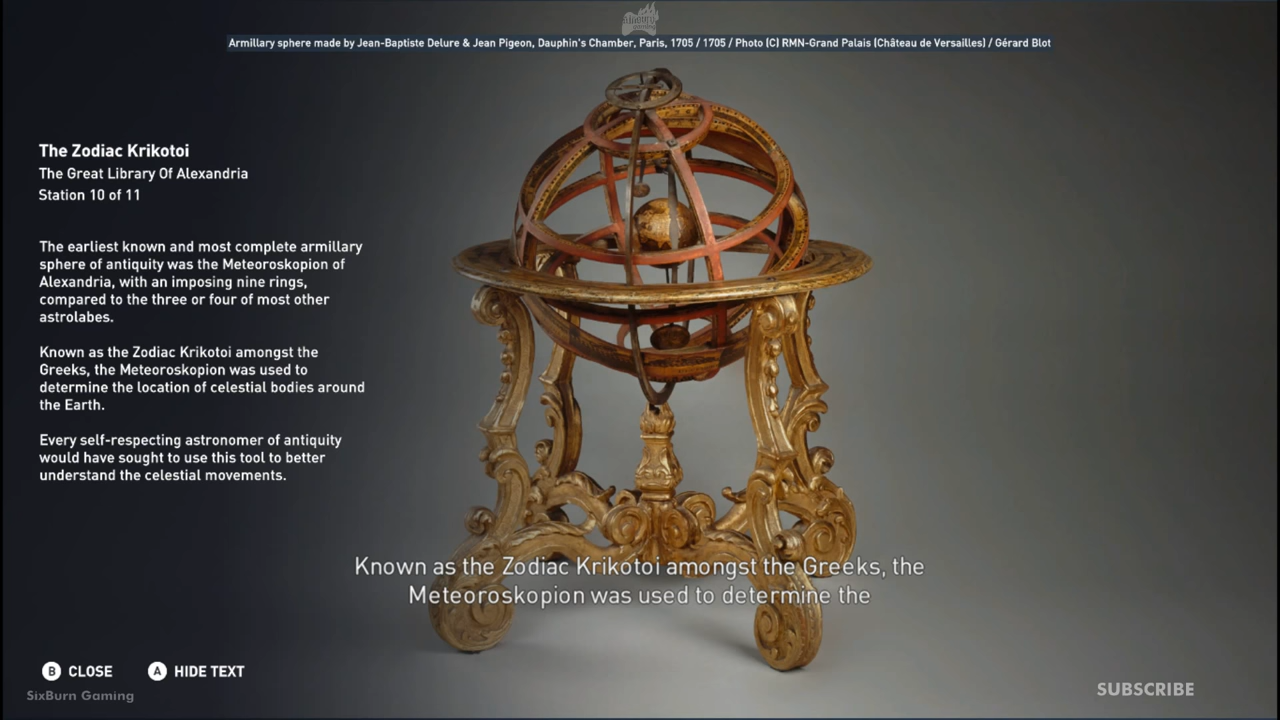 Armillary sphere made by Jean-Baptiste Delure & Jean Pigeon, Dauphin's Chamber, Paris, 1705 / 1705 / Photo (C) RMN-Grand Palais (Château de Versailles) / Gérard Blot
The Zodiac Krikotoi
The Great Library Of Alexandria
Station 10 of 11
The earliest known and most complete armillary
sphere of antiquity was the Meteoroskopion of
Alexandria, with an imposing nine rings,
compared to the three or four of most other
astrolabes.
Known as the Zodiac Krikotoi amongst the
Greeks, the Meteoroskopion was used to
determine the location of celestial bodies around
the Earth.
Every self-respecting astronomer of antiquity
would have sought to use this tool to better
understand the celestial movements.
Known as the Zodiac Krikotoi amongst the Greeks, the
Meteoroskopion was used to determine the
B CLOSE A HIDE TEXT
SixBurn Gaming
SUBSCRIBE